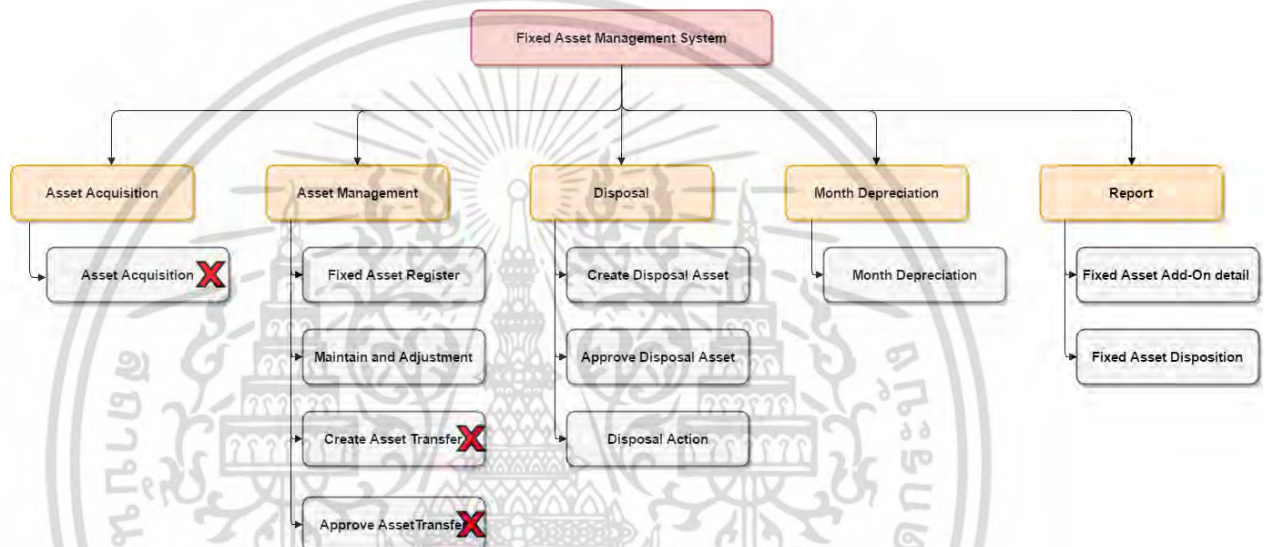 Fixed Asset Management System
Asset Acquisition
Asset Management
Disposal
Month Depreciation
Report
Asset Acquisition
Fixed Asset Register
Create Disposal Asset
Month Depreciation
Fixed Asset Add-On detail
Maintain and Adjustment
Approve Disposal Asset
Fixed Asset Disposition
Create Asset Transfer
Disposal Action
Approve AssetTransfer